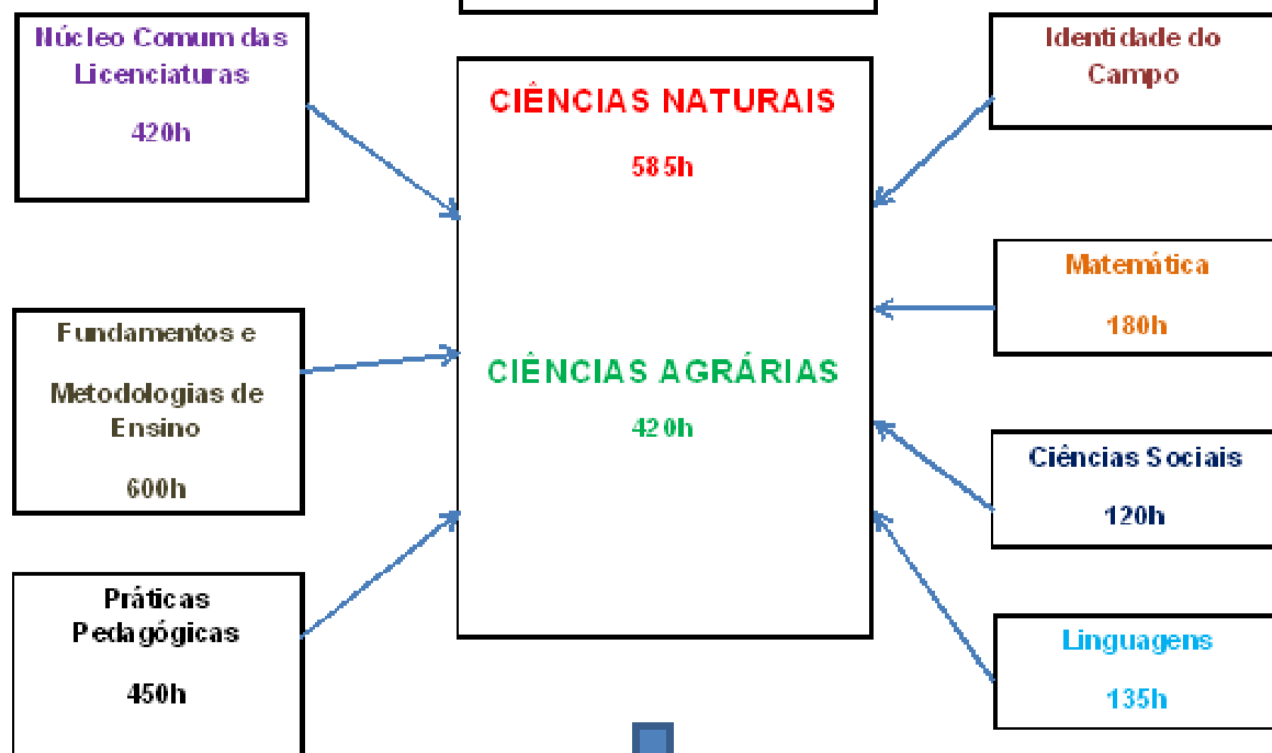 Núcleo Comum das
Licenciaturas
420h
Fundamentos e
Metodologias de
Ensino
600h
Práticas
Pedagógicas
450h
CIÊNCIAS NATURAIS
585h
CIÊNCIAS AGRÁRIAS
420h
Identidade do
Campo
Matemática
180h
Ciências Sociais
120h
Linguagens
135h